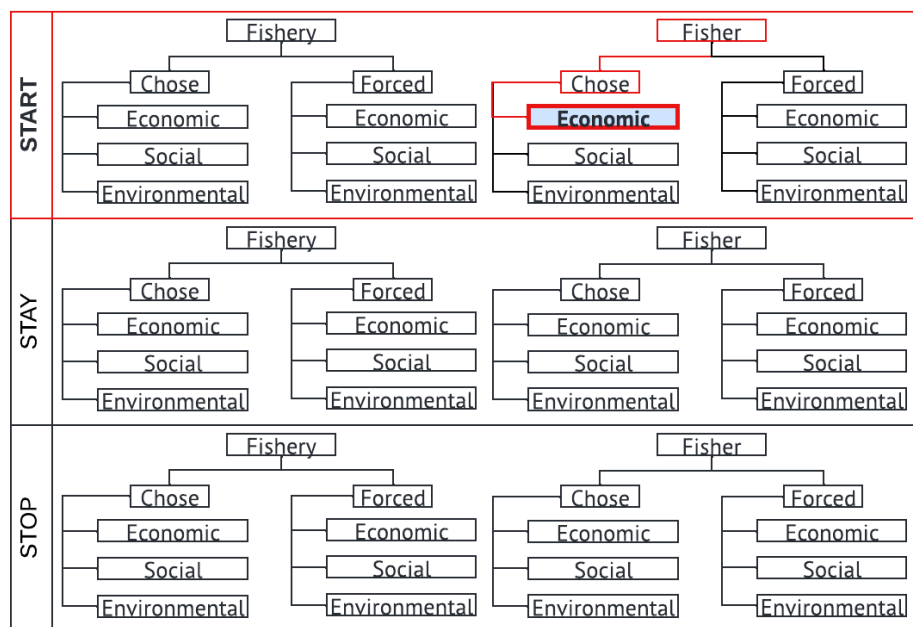 START
Fishery Fisher
Chose Forced Chose Forced
Economic Economic Economic Economic
Social Social Social Social
Environmental Environmental Environmental Environmental
STAY
Fishery Fisher
Chose Forced Chose Forced
Economic Economic Economic Economic
Social Social Social Social
Environmental Environmental Environmental Environmental
STOP
Fishery Fisher
Chose Forced Chose Forced
Economic Economic Economic Economic
Social Social Social Social
Environmental Environmental Environmental Environmental